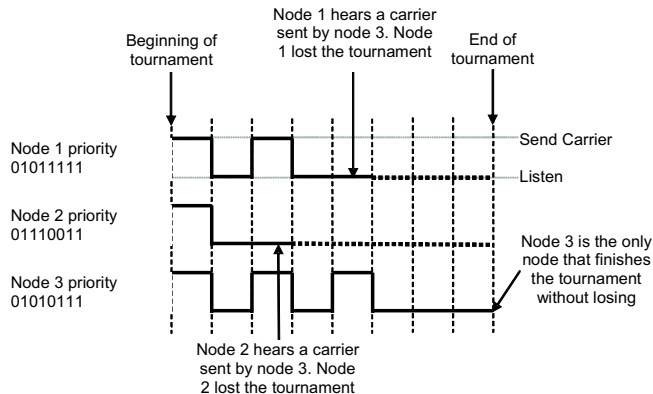 Node 1 hears a carrier
sent by node 3. Node
1 lost the tournament
Beginning of
tournament
End of
tournament
Node 1 priority
01011111
Send Carrier
Listen
Node 2 priority
01110011
Node 3 priority
01010111
Node 3 is the only
node that finishes
the tournament
without losing
Node 2 hears a carrier
sent by node 3. Node
2 lost the tournament